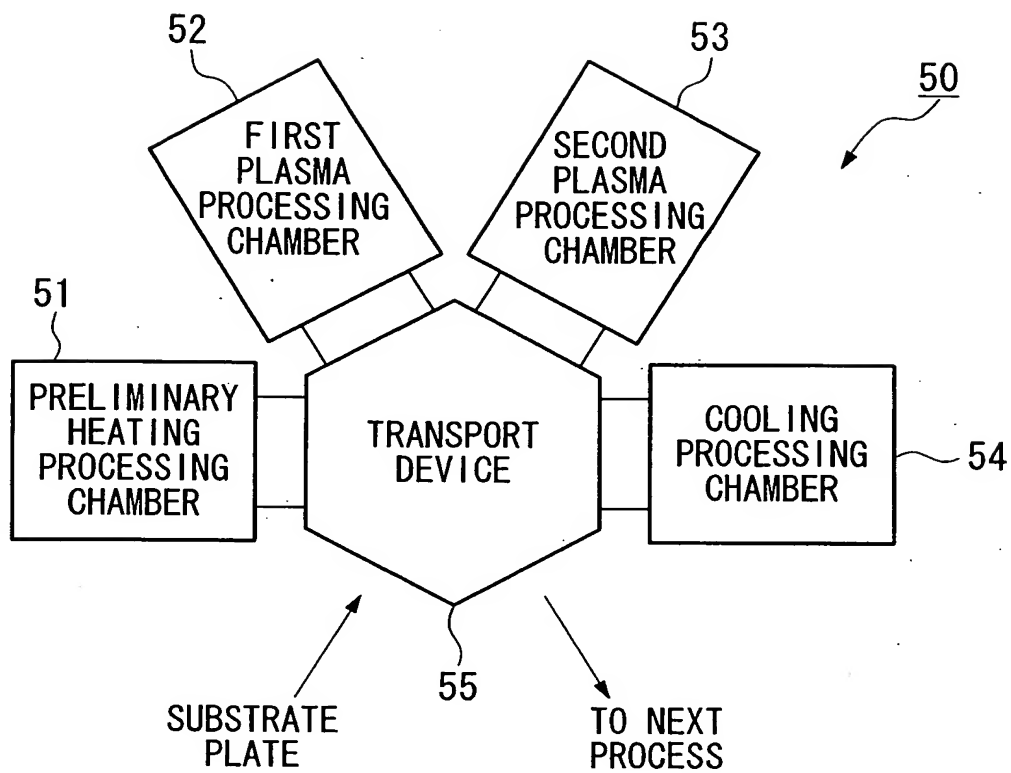 52
53
50
FIRST
PLASMA
PROCESSING
CHAMBER
SECOND
PLASMA
PROCESSING
CHAMBER
51
PRELIMINARY
HEATING
PROCESSING
CHAMBER
TRANSPORT
DEVICE
COOLING
PROCESSING
CHAMBER
54
55
SUBSTRATE
PLATE
TO NEXT
PROCESS